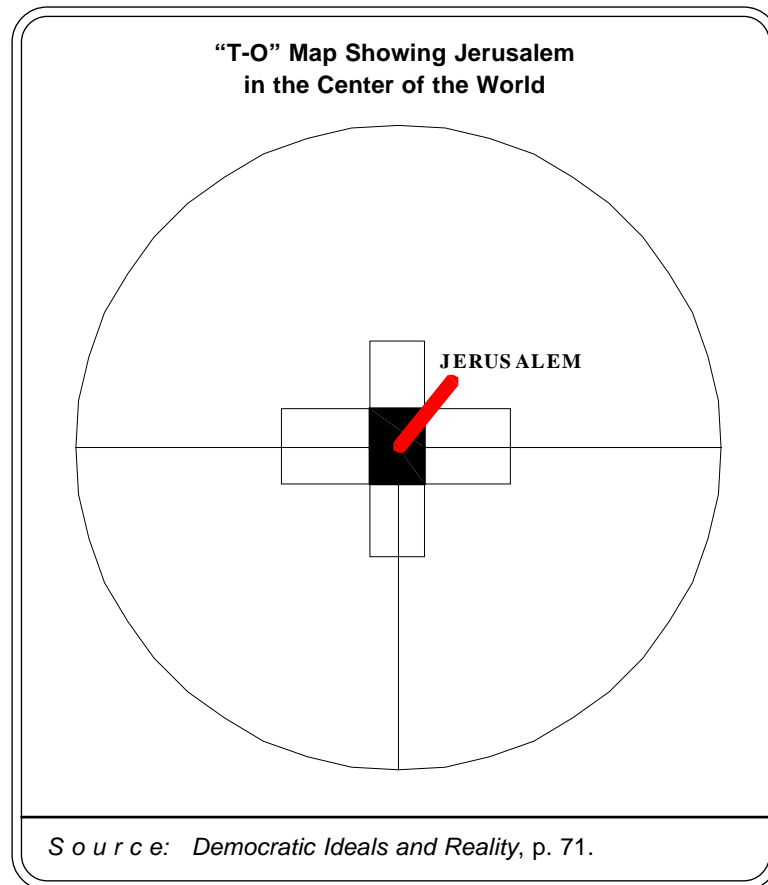 “T-O” Map Showing Jerusalem
in the Center of the World
JERUSALEM
Source: Democratic Ideals and Reality, p. 71.